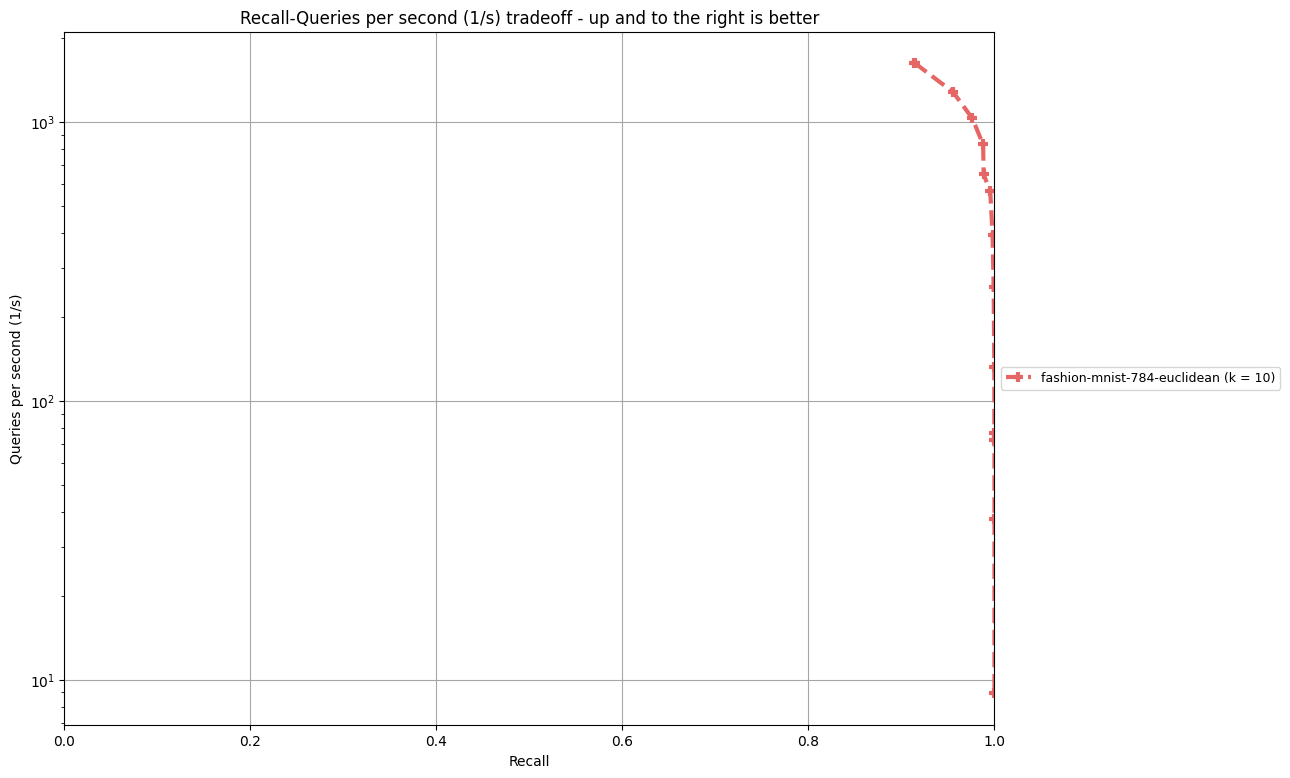 Recall-Queries per second (1/s) tradeoff - up and to the right is better
Queries per second (1/s)
10³
10²
10¹
0.0 0.2 0.4 0.6 0.8 1.0
Recall
fashion-mnist-784-euclidean (k = 10)